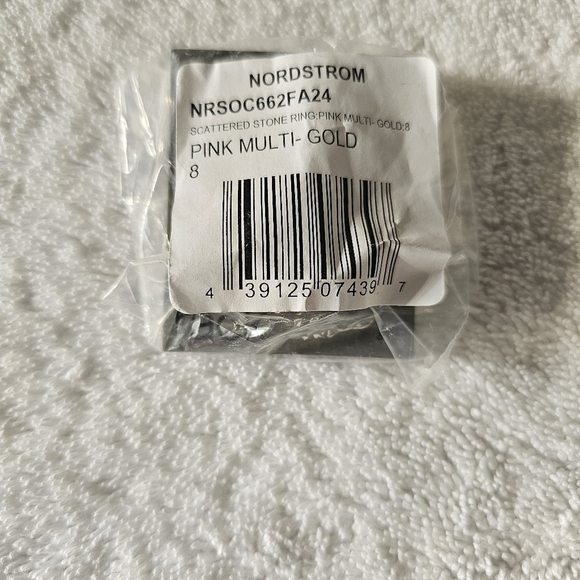 NORDSTROM
NRSOC662FA24
SCATTERED STONE RING;PINK MULTI- GOLD;8
PINK MULTI- GOLD
8
4 39125 07439 7